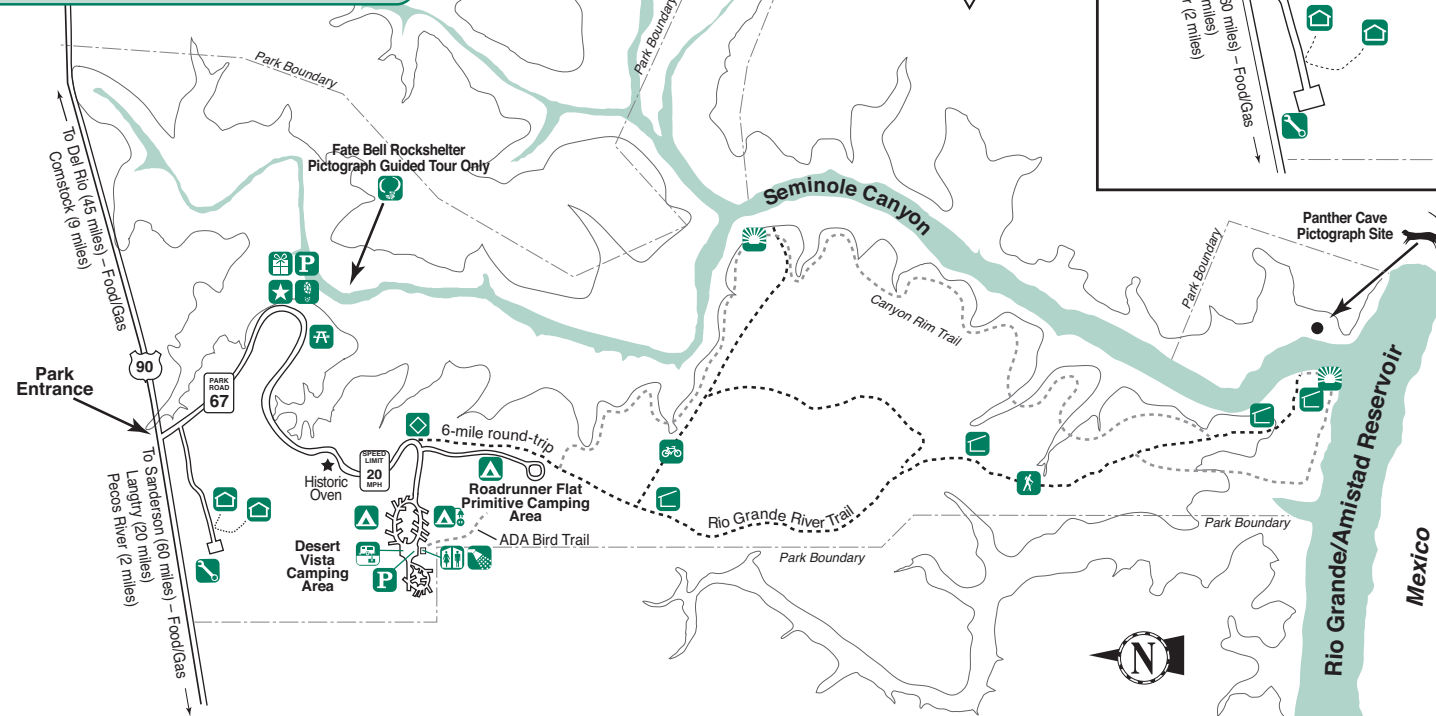 Park Boundary
Park Boundary
60 miles) – Food/Gas
miles)
r (2 miles)
To Del Rio (45 miles) – Food/Gas
Comstock (9 miles)
Fate Bell Rockshelter
Pictograph Guided Tour Only
Seminole Canyon
Panther Cave
Pictograph Site
Park Boundary
P
Canyon Rim Trail
90
Park
Entrance
PARK
ROAD
67
6-mile round-trip
SPEED
LIMIT
20
MPH
Historic
Oven
Roadrunner Flat
Primitive Camping
Area
Rio Grande River Trail
ADA Bird Trail
Park Boundary
Park Boundary
To Sanderson (60 miles) – Food/Gas
Langtry (20 miles)
Pecos River (2 miles)
Desert
Vista
Camping
Area
P
Rio Grande/Amistad Reservoir
Mexico
N